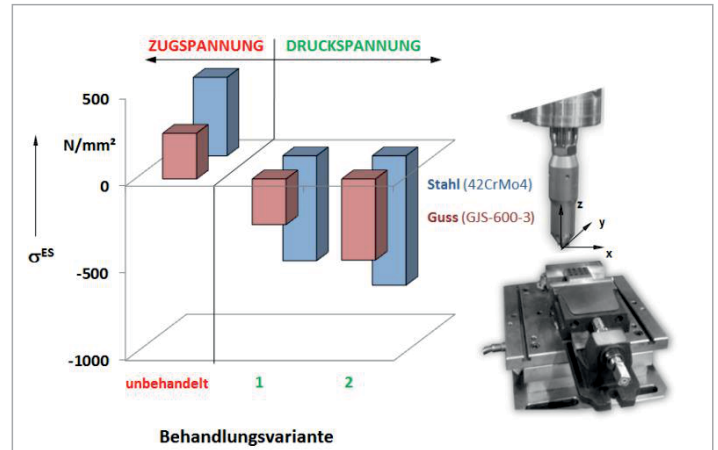 ZUGSPANNUNG DRUCKSPANNUNG
500
N/mm²
0
-500
-1000
σᴱˢ
Stahl (42CrMo4)
Guss (GJS-600-3)
unbehandelt 1 2
Behandlungsvariante
z
y
x